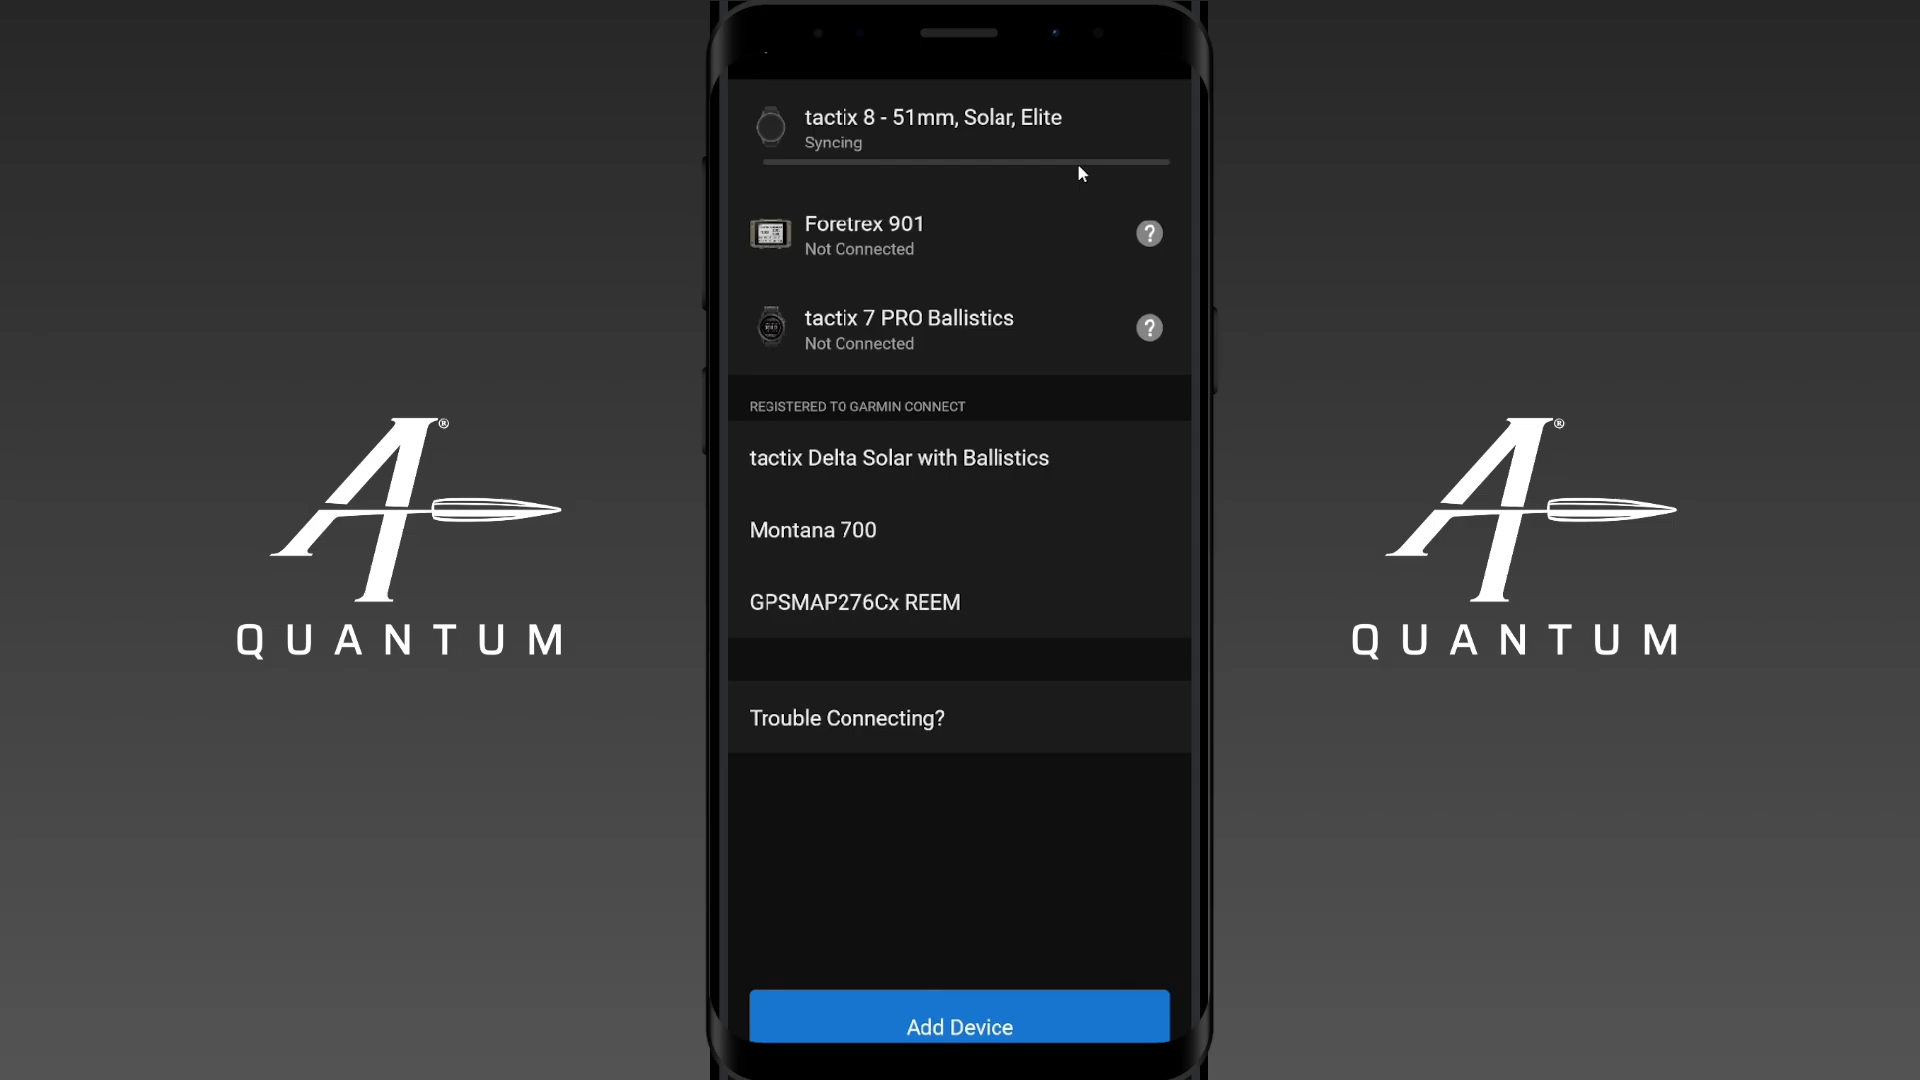 tactix 8 - 51mm, Solar, Elite
Syncing
Foretrex 901
Not Connected
?
tactix 7 PRO Ballistics
Not Connected
?
REGISTERED TO GARMIN CONNECT
tactix Delta Solar with Ballistics
Montana 700
GPSMAP276Cx REEM
Trouble Connecting?
Add Device
A®
QUANTUM
A®
QUANTUM